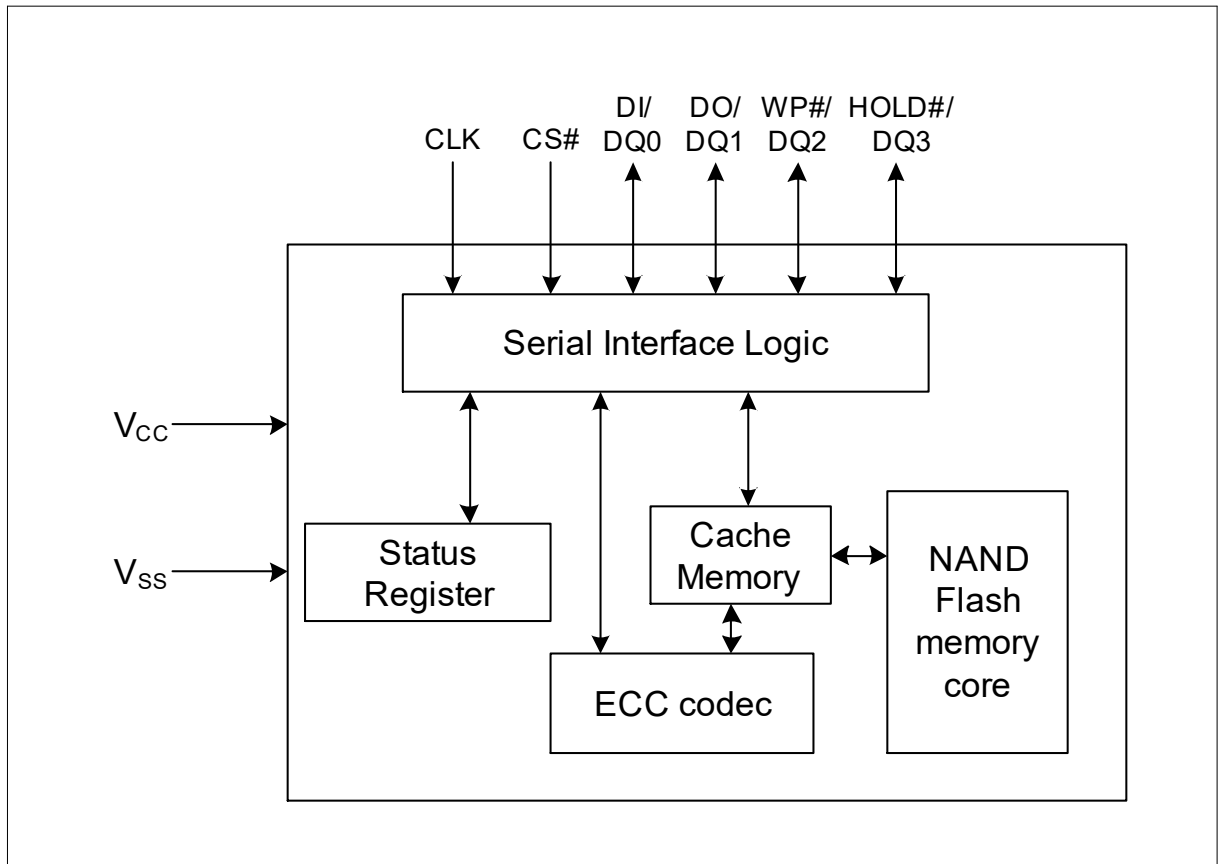 DI/ DO/ WP#/ HOLD#/
CLK CS# DQ0 DQ1 DQ2 DQ3
Serial Interface Logic
VCC
VSS
Status
Register
Cache
Memory
NAND
Flash
memory
core
ECC codec